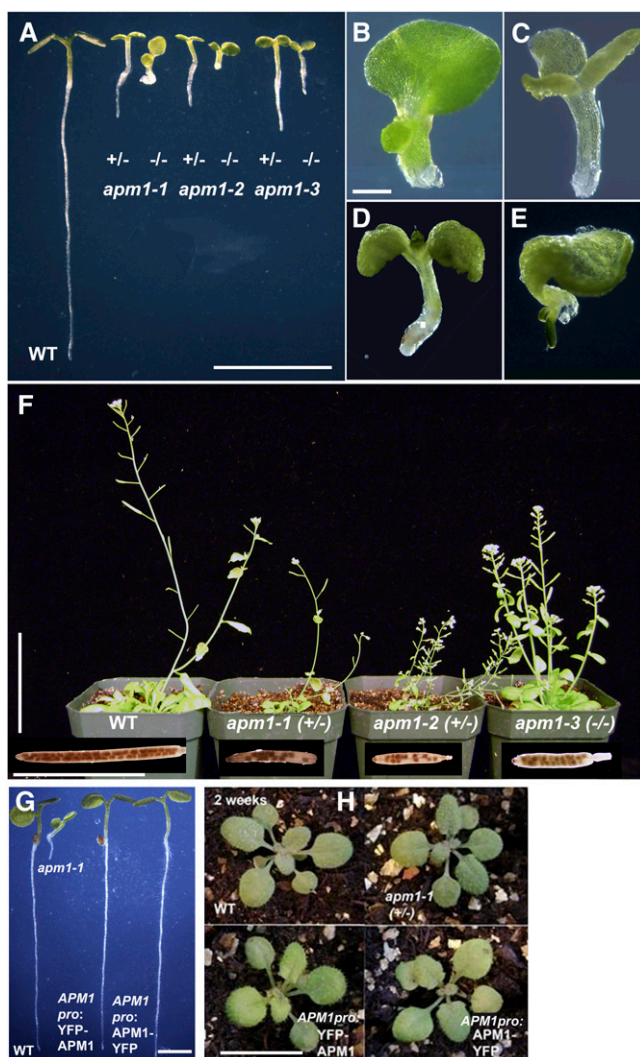 A
+/- -/- +/- -/- +/- -/-
apm1-1 apm1-2 apm1-3
WT
B
C
D
E
F
WT
apm1-1 (+/-)
apm1-2 (+/-)
apm1-3 (-/-)
G
apm1-1
WT
APM1
pro:
YFP-
APM1
APM1
pro:
APM1-
YFP
H
2 weeks
WT
apm1-1
(+/-)
APM1pro:
YFP-
APM1
APM1pro:
APM1-
YFP